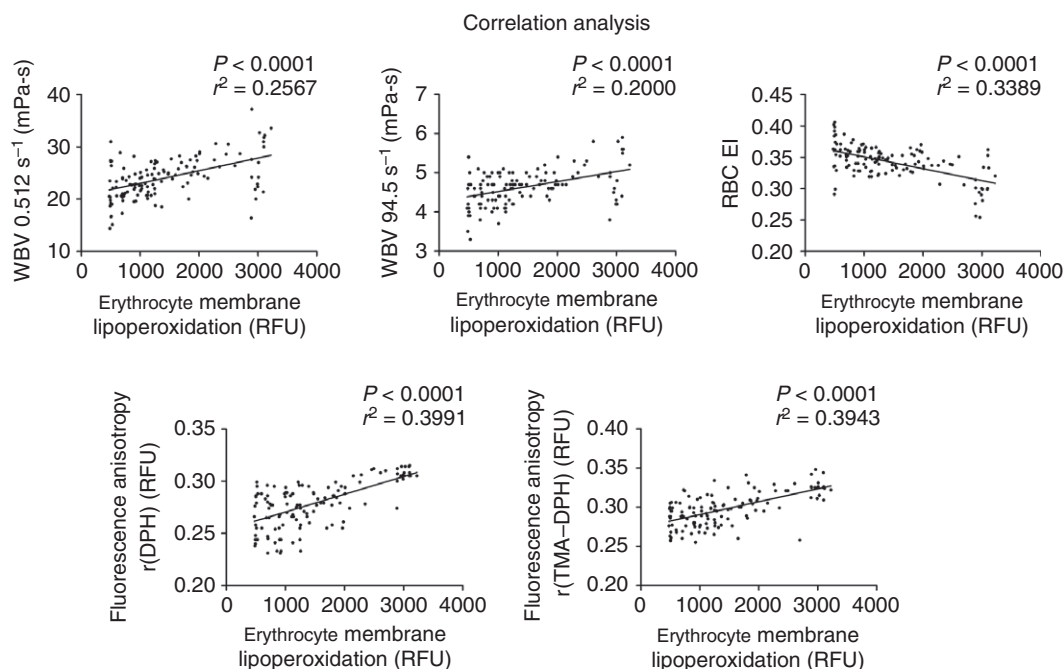 Correlation analysis
P < 0.0001
r² = 0.2567
WBV 0.512 s⁻¹ (mPa-s)
40
30
20
10
0 1000 2000 3000 4000
Erythrocyte membrane
lipoperoxidation (RFU)
P < 0.0001
r² = 0.2000
WBV 94.5 s⁻¹ (mPa-s)
7
6
5
4
3
0 1000 2000 3000 4000
Erythrocyte membrane
lipoperoxidation (RFU)
P < 0.0001
r² = 0.3389
RBC EI
0.45
0.40
0.35
0.30
0.25
0.20
0 1000 2000 3000 4000
Erythrocyte membrane
lipoperoxidation (RFU)
P < 0.0001
r² = 0.3991
Fluorescence anisotropy
r(DPH) (RFU)
0.35
0.30
0.25
0.20
0 1000 2000 3000 4000
Erythrocyte membrane
lipoperoxidation (RFU)
P < 0.0001
r² = 0.3943
Fluorescence anisotropy
r(TMA–DPH) (RFU)
0.40
0.35
0.30
0.25
0.20
0 1000 2000 3000 4000
Erythrocyte membrane
lipoperoxidation (RFU)